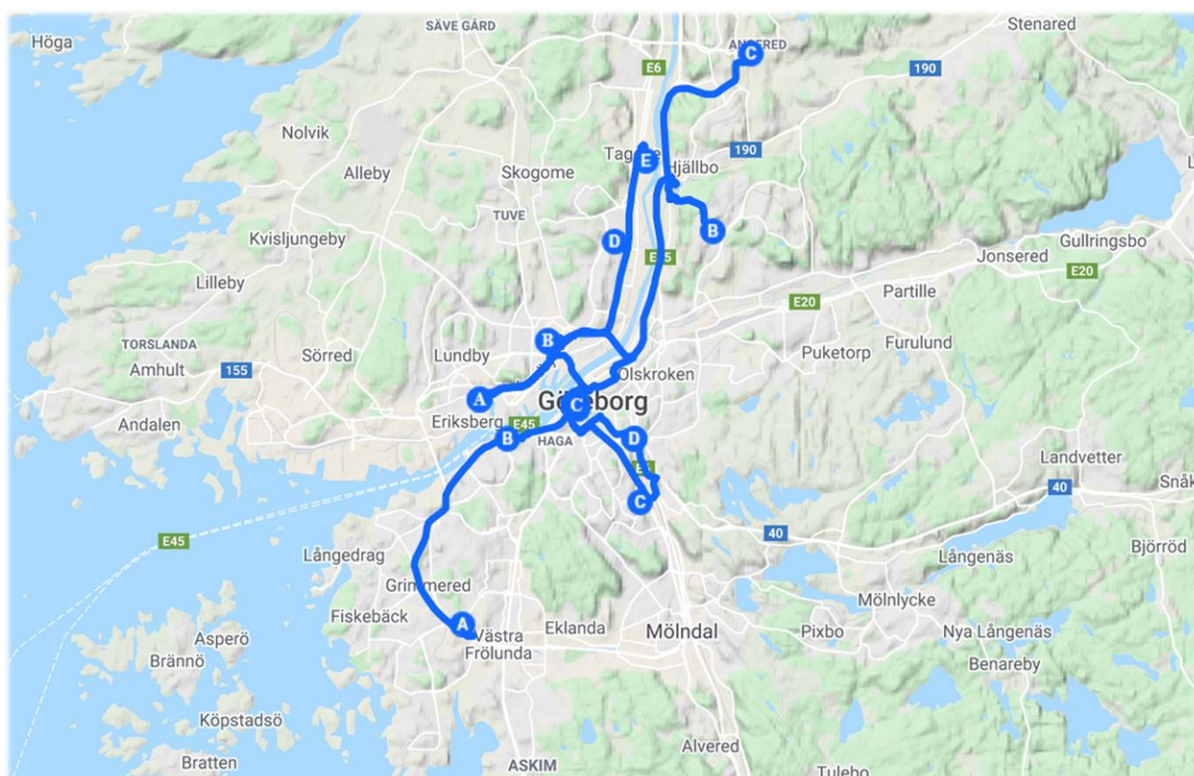 SÄVE GÅRD
Stenared
Höga
C
E6
190
Nolvik
190
E
Hjällbo
Alleby
Skogome
TUVE
B
Kvisljungeby
D
Gullringsbo
Jonsered
E20
Lilleby
Partille
E20
B
TORSLANDA
Sörred
Lundby
Puketorp
Furulund
Amhult
155
Olskroken
A
C
Andalen
Eriksberg
E45
B
HAGA
D
Landvetter
40
C
40
E45
Långedrag
Långenäs
Björröd
Grimmered
Mölnlycke
Fiskebäck
A
Västra
Frölunda
Eklanda
Mölndal
Pixbo
Nya Långenäs
Asperö
Brännö
Benareby
Köpstadsö
Alvered
Bratten
ASKIM
Tulebo